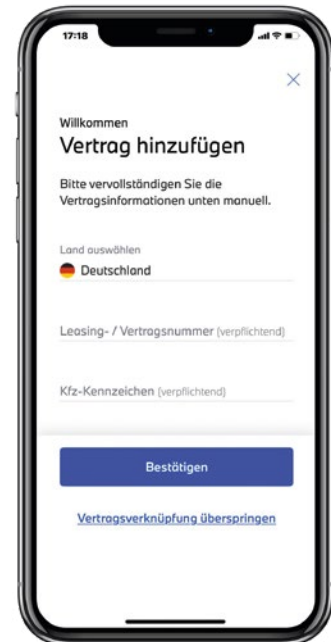 17:18
Willkommen
Vertrag hinzufügen
Bitte vervollständigen Sie die
Vertragsinformationen unten manuell.
Land auswählen
Deutschland
Leasing- / Vertragsnummer (verpflichtend)
Kfz-Kennzeichen (verpflichtend)
Bestätigen
Vertragsverknüpfung überspringen